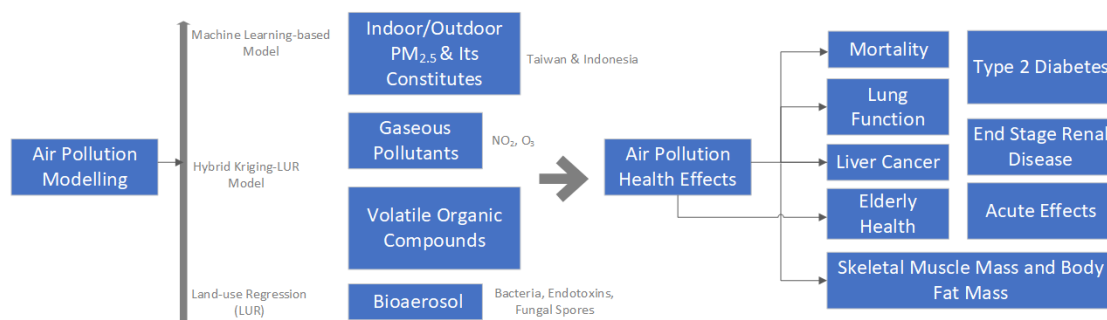 Air Pollution
Modelling
Machine Learning-based
Model
Hybrid Kriging-LUR
Model
Land-use Regression
(LUR)
Indoor/Outdoor
PM2.5 & Its
Constitutes
Taiwan & Indonesia
Gaseous
Pollutants
NO2, O3
Volatile Organic
Compounds
Bioaerosol
Bacteria, Endotoxins,
Fungal Spores
Air Pollution
Health Effects
Mortality
Lung
Function
Liver Cancer
Elderly
Health
Type 2 Diabetes
End Stage Renal
Disease
Acute Effects
Skeletal Muscle Mass and Body
Fat Mass